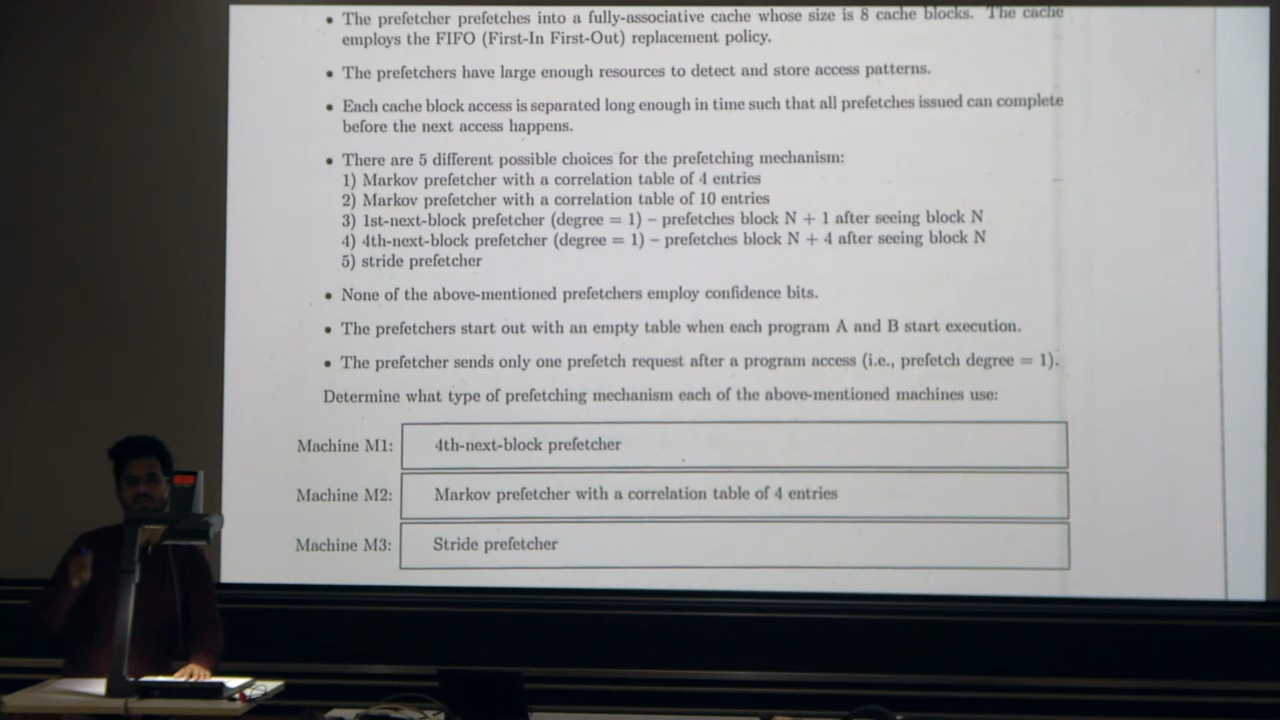 • The prefetcher prefetches into a fully-associative cache whose size is 8 cache blocks. The cache
employs the FIFO (First-In First-Out) replacement policy.
• The prefetchers have large enough resources to detect and store access patterns.
• Each cache block access is separated long enough in time such that all prefetches issued can complete
before the next access happens.
• There are 5 different possible choices for the prefetching mechanism:
1) Markov prefetcher with a correlation table of 4 entries
2) Markov prefetcher with a correlation table of 10 entries
3) 1st-next-block prefetcher (degree = 1) – prefetches block N + 1 after seeing block N
4) 4th-next-block prefetcher (degree = 1) – prefetches block N + 4 after seeing block N
5) stride prefetcher
• None of the above-mentioned prefetchers employ confidence bits.
• The prefetchers start out with an empty table when each program A and B start execution.
• The prefetcher sends only one prefetch request after a program access (i.e., prefetch degree = 1).
Determine what type of prefetching mechanism each of the above-mentioned machines use:
Machine M1: 4th-next-block prefetcher
Machine M2: Markov prefetcher with a correlation table of 4 entries
Machine M3: Stride prefetcher